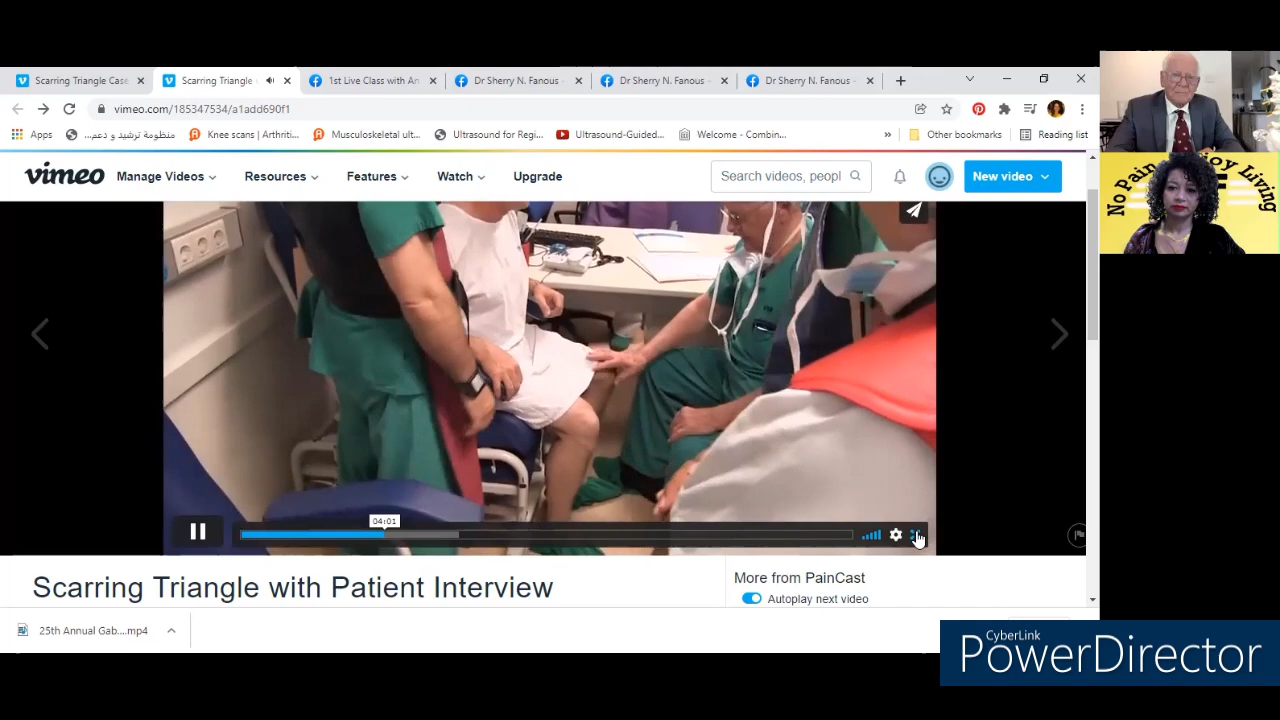 Scarring Triangle Case
Scarring Triangle
1st Live Class with An
Dr Sherry N. Fanous -
Dr Sherry N. Fanous -
Dr Sherry N. Fanous -
vimeo.com/185347534/a1add690f1
Apps
منظومة ترشيد و دعم...
Knee scans | Arthriti...
Musculoskeletal ult...
Ultrasound for Regi...
Ultrasound-Guided...
Welcome - Combin...
»
Other bookmarks
Reading list
vimeo
Manage Videos
Resources
Features
Watch
Upgrade
Search videos, peopl
New video
No Pain Enjoy Living
04:01
Scarring Triangle with Patient Interview
More from PainCast
Autoplay next video
25th Annual Gab....mp4
CyberLink
PowerDirector